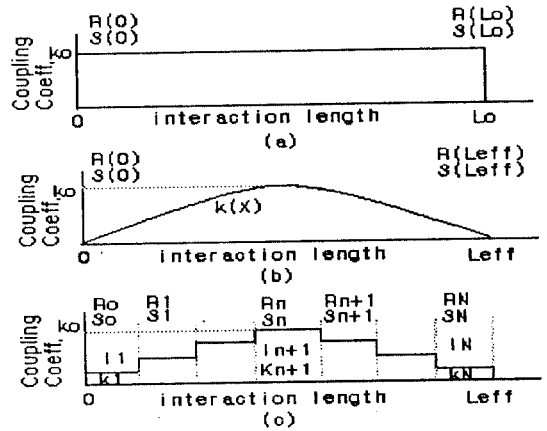 R(0) R(Lo)
S(0) S(Lo)
Coupling
Coeff.
ko
0 Lo
interaction length
(a)
R(0) R(Leff)
S(0) S(Leff)
Coupling
Coeff.
ko
k(X)
0 Leff
interaction length
(b)
Ro R1 Rn Rn+1 RN
So S1 Sn Sn+1 SN
Coupling
Coeff.
ko
l1 ln+1 lN
k1 Kn+1 kN
0 Leff
interaction length
(c)